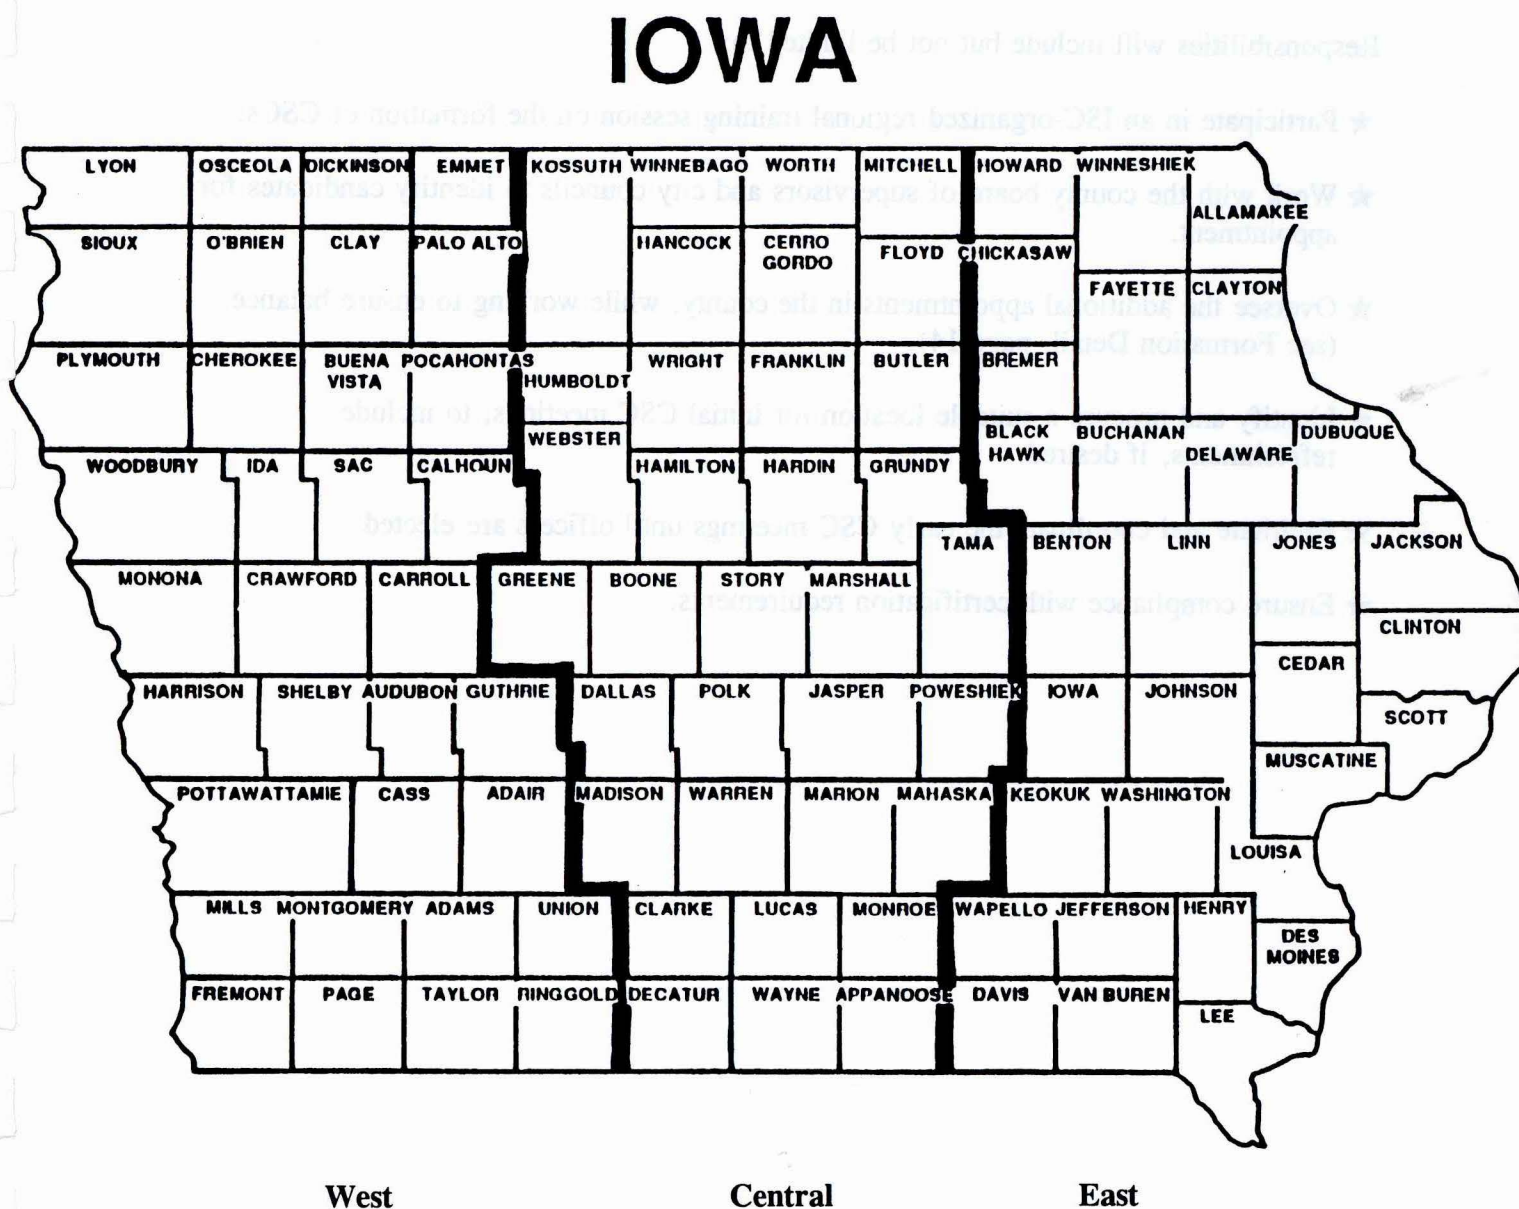 IOWA
LYON OSCEOLA DICKINSON EMMET KOSSUTH WINNEBAGO WORTH MITCHELL HOWARD WINNESHIEK
ALLAMAKEE
SIOUX O'BRIEN CLAY PALO ALTO HANCOCK CERRO GORDO FLOYD CHICKASAW
FAYETTE CLAYTON
PLYMOUTH CHEROKEE BUENA VISTA POCAHONTAS HUMBOLDT WRIGHT FRANKLIN BUTLER BREMER
WEBSTER BLACK HAWK BUCHANAN DELAWARE DUBUQUE
WOODBURY IDA SAC CALHOUN HAMILTON HARDIN GRUNDY
TAMA BENTON LINN JONES JACKSON
MONONA CRAWFORD CARROLL GREENE BOONE STORY MARSHALL
CLINTON
CEDAR
HARRISON SHELBY AUDUBON GUTHRIE DALLAS POLK JASPER POWESHIEK IOWA JOHNSON
SCOTT
MUSCATINE
POTTAWATTAMIE CASS ADAIR MADISON WARREN MARION MAHASKA KEOKUK WASHINGTON
LOUISA
MILLS MONTGOMERY ADAMS UNION CLARKE LUCAS MONROE WAPELLO JEFFERSON HENRY
DES MOINES
FREMONT PAGE TAYLOR RINGGOLD DECATUR WAYNE APPANOOSE DAVIS VAN BUREN
LEE
West Central East